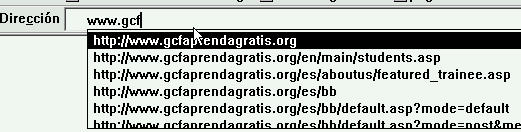 Dirección www.gcf
http://www.gcfaprendagratis.org
http://www.gcfaprendagratis.org/en/main/students.asp
http://www.gcfaprendagratis.org/es/aboutus/featured_trainee.asp
http://www.gcfaprendagratis.org/es/bb
http://www.gcfaprendagratis.org/es/bb/default.asp?mode=default
http://www.gcfaprendagratis.org/es/bb/default.asp?mode=post&me